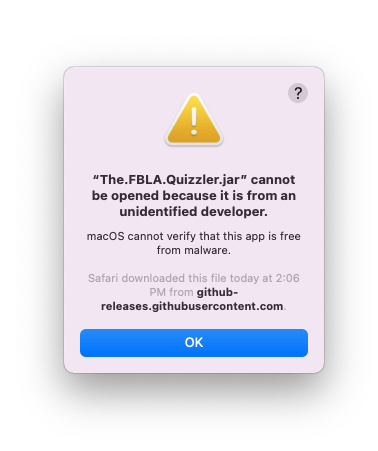 ?
“The.FBLA.Quizzler.jar” cannot
be opened because it is from an
unidentified developer.
macOS cannot verify that this app is free
from malware.
Safari downloaded this file today at 2:06
PM from github-
releases.githubusercontent.com.
OK